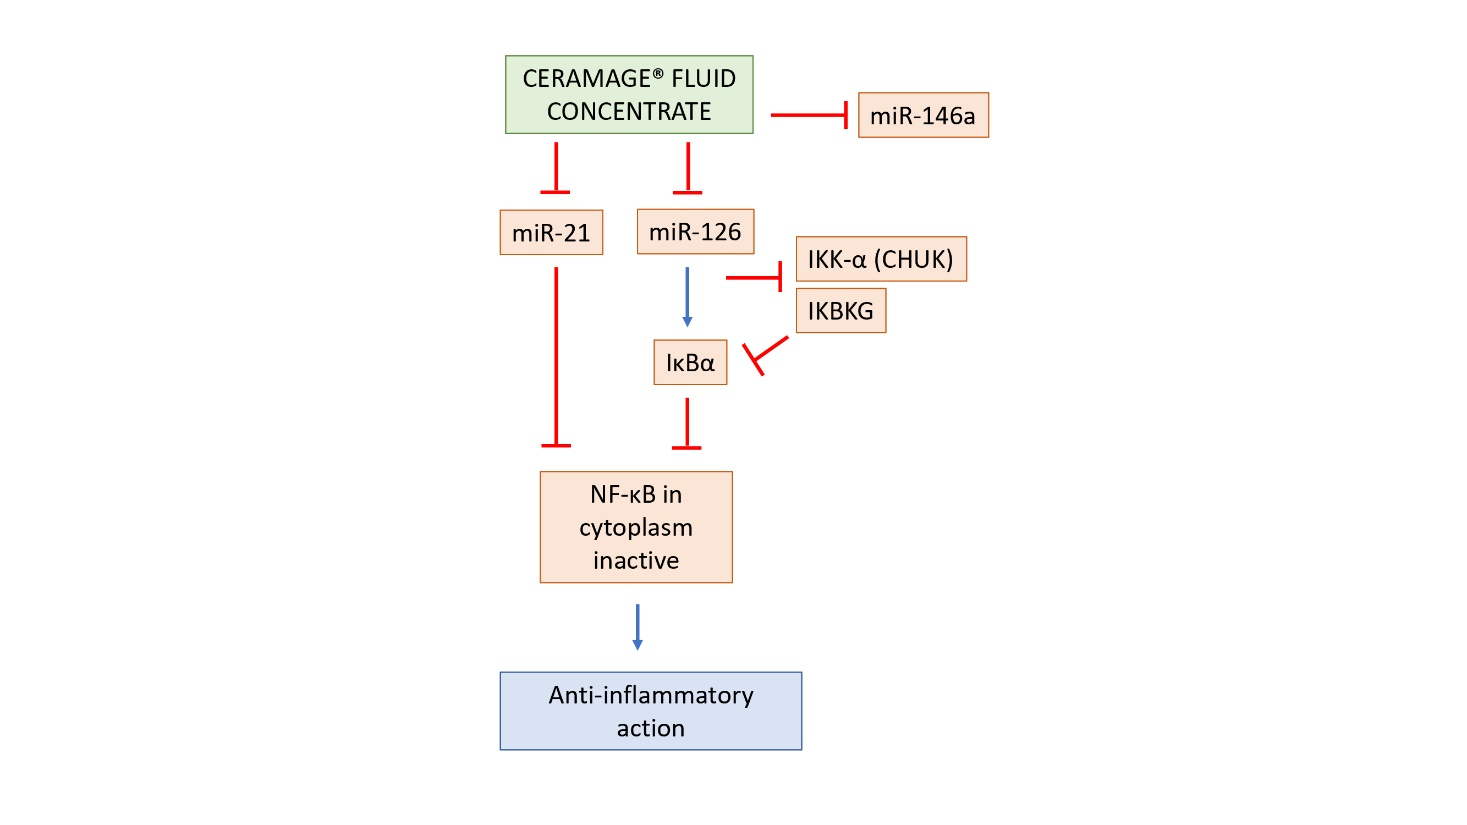 CERAMAGE® FLUID
CONCENTRATE
miR-146a
miR-21
miR-126
IKK-α (CHUK)
IKBKG
IκBα
NF-κB in
cytoplasm
inactive
Anti-inflammatory
action